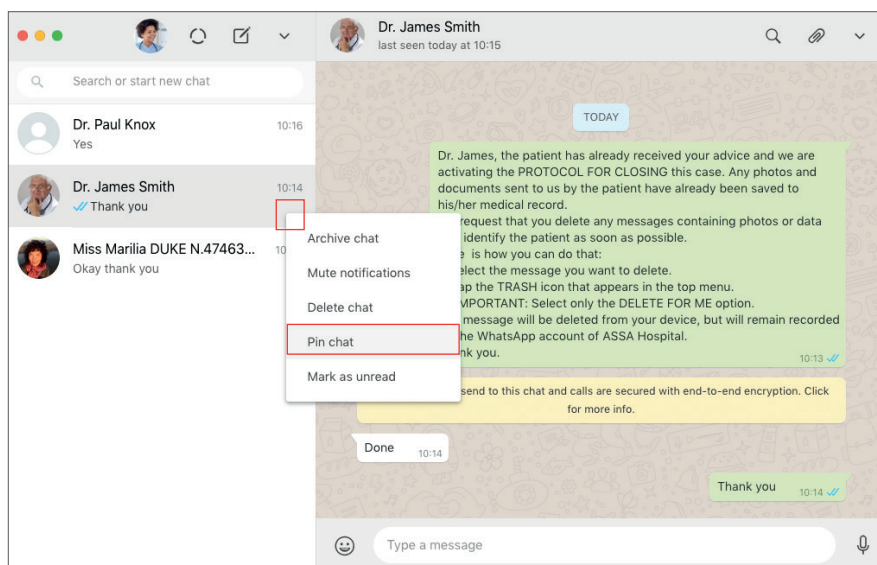 Dr. James Smith
last seen today at 10:15
Search or start new chat
Dr. Paul Knox
10:16
Yes
Dr. James Smith
10:14
Thank you
Miss Marilia DUKE N.47463...
10
Okay thank you
Archive chat
Mute notifications
Delete chat
Pin chat
Mark as unread
TODAY
Dr. James, the patient has already received your advice and we are
activating the PROTOCOL FOR CLOSING this case. Any photos and
documents sent to us by the patient have already been saved to
his/her medical record.
request that you delete any messages containing photos or data
identify the patient as soon as possible.
is how you can do that:
elect the message you want to delete.
ap the TRASH icon that appears in the top menu.
MPORTANT: Select only the DELETE FOR ME option.
message will be deleted from your device, but will remain recorded
he WhatsApp account of ASSA Hospital.
nk you.
10:13
send to this chat and calls are secured with end-to-end encryption. Click
for more info.
Done
10:14
Thank you
10:14
Type a message